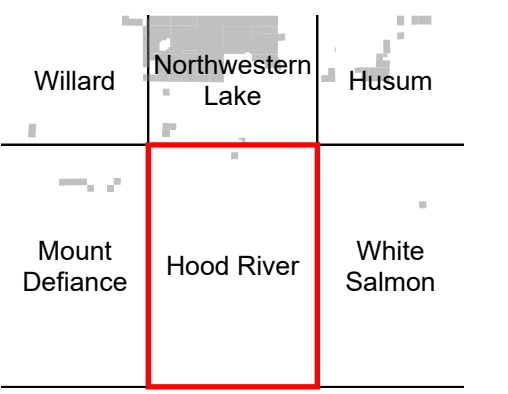 Willard
Northwestern
Lake
Husum
Mount
Defiance
Hood River
White
Salmon